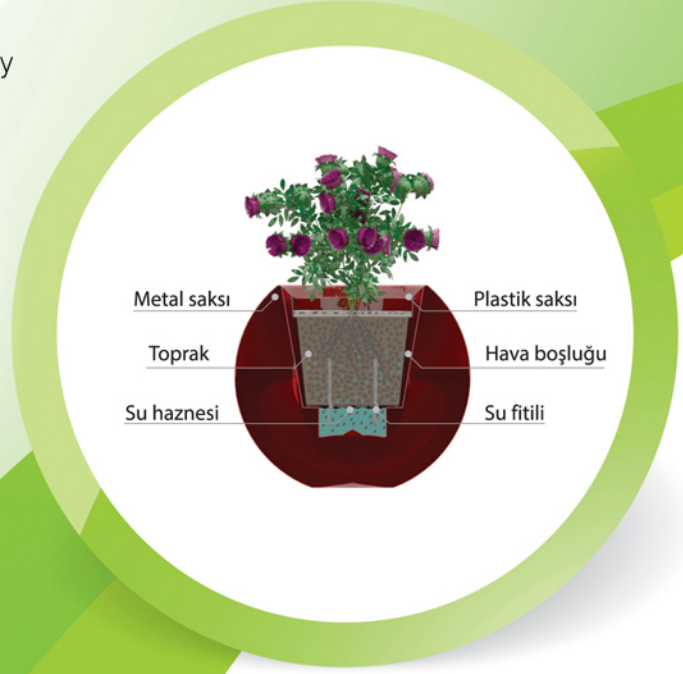 y
Metal saksı
Plastik saksı
Toprak
Hava boşluğu
Su haznesi
Su fitili